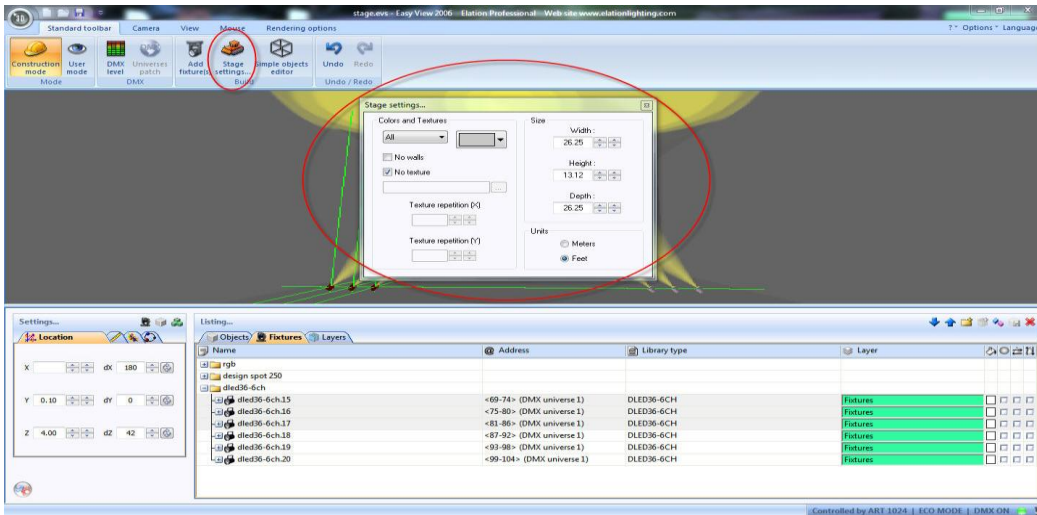 stage.evs - Easy View 2006 Elation Professional Web site www.elationlighting.com
3D
Standard toolbar Camera View Mouse Rendering options
?* Options* Language
Construction mode
User mode
DMX level
Universes patch
Add fixture(s)
Stage settings...
Simple objects editor
Undo Redo
Mode DMX Build Undo / Redo
Stage settings...
Colors and Textures
All
No walls
No texture
...
Texture repetition (X)
Texture repetition (Y)
Size
Width :
26.25
Height :
13.12
Depth :
26.25
Units
Meters
Feet
Settings...
Location
X dX 180
Y 0.10 dY 0
Z 4.00 dZ 42
Listing...
Objects Fixtures Layers
Name Address Library type Layer
rgb
design spot 250
dled36-6ch
dled36-6ch.15 <69-74> (DMX universe 1) DLED36-6CH Fixtures
dled36-6ch.16 <75-80> (DMX universe 1) DLED36-6CH Fixtures
dled36-6ch.17 <81-86> (DMX universe 1) DLED36-6CH Fixtures
dled36-6ch.18 <87-92> (DMX universe 1) DLED36-6CH Fixtures
dled36-6ch.19 <93-98> (DMX universe 1) DLED36-6CH Fixtures
dled36-6ch.20 <99-104> (DMX universe 1) DLED36-6CH Fixtures
Controlled by ART 1024 | ECO MODE | DMX ON